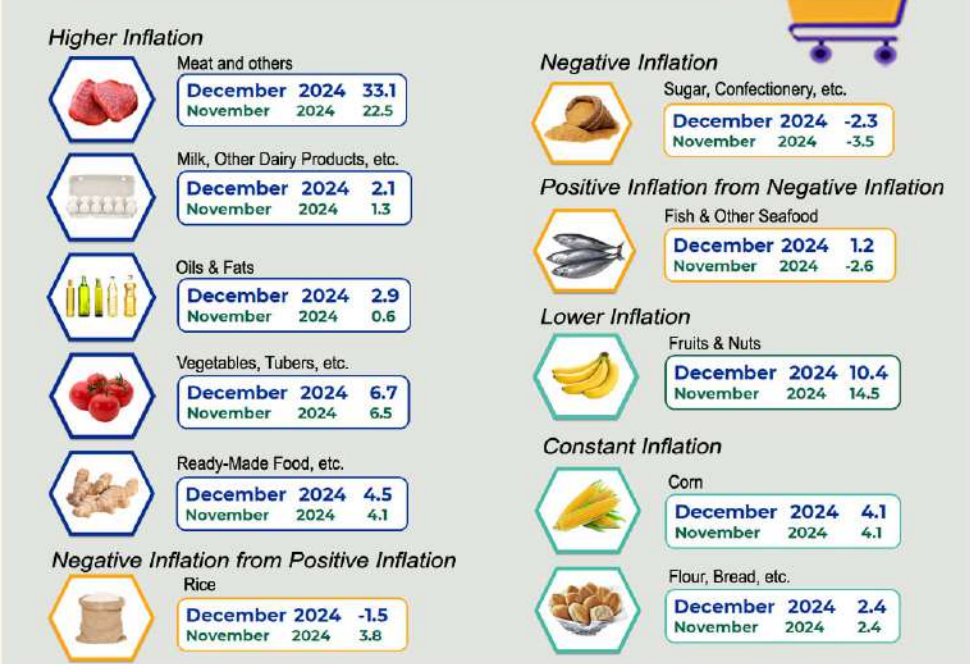 Higher Inflation
Meat and others
December 2024 33.1
November 2024 22.5
Milk, Other Dairy Products, etc.
December 2024 2.1
November 2024 1.3
Oils & Fats
December 2024 2.9
November 2024 0.6
Vegetables, Tubers, etc.
December 2024 6.7
November 2024 6.5
Ready-Made Food, etc.
December 2024 4.5
November 2024 4.1
Negative Inflation from Positive Inflation
Rice
December 2024 -1.5
November 2024 3.8
Negative Inflation
Sugar, Confectionery, etc.
December 2024 -2.3
November 2024 -3.5
Positive Inflation from Negative Inflation
Fish & Other Seafood
December 2024 1.2
November 2024 -2.6
Lower Inflation
Fruits & Nuts
December 2024 10.4
November 2024 14.5
Constant Inflation
Corn
December 2024 4.1
November 2024 4.1
Flour, Bread, etc.
December 2024 2.4
November 2024 2.4